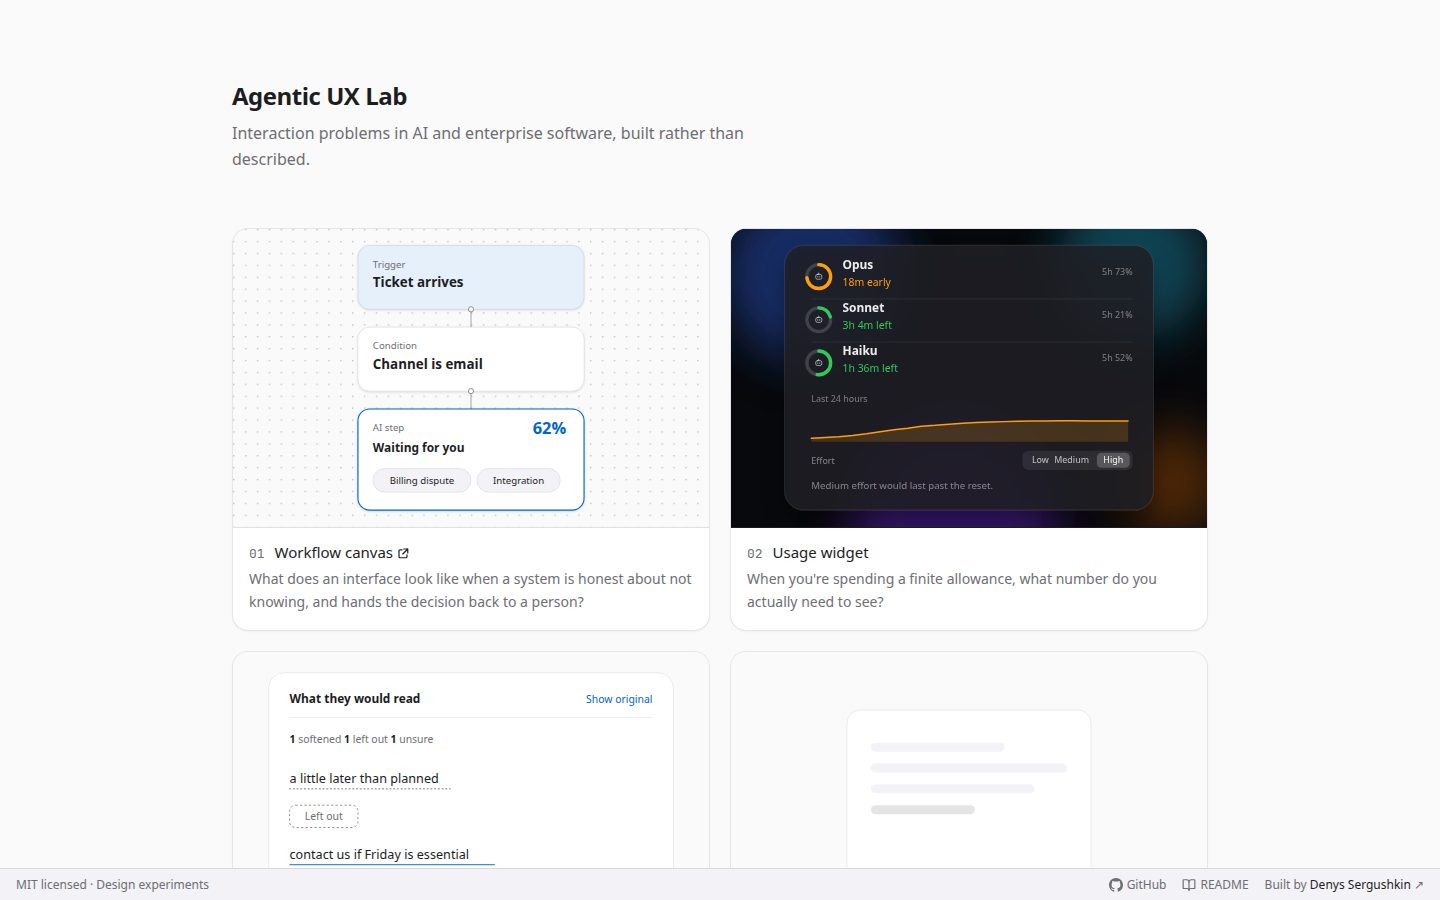 Agentic UX Lab
Interaction problems in AI and enterprise software, built rather than
described.
Trigger
Ticket arrives
Condition
Channel is email
AI step
62%
Waiting for you
Billing dispute
Integration
01 Workflow canvas
What does an interface look like when a system is honest about not
knowing, and hands the decision back to a person?
Opus
18m early
5h 73%
Sonnet
3h 4m left
5h 21%
Haiku
1h 36m left
5h 52%
Last 24 hours
Effort
Low Medium High
Medium effort would last past the reset.
02 Usage widget
When you're spending a finite allowance, what number do you
actually need to see?
What they would read
Show original
1 softened 1 left out 1 unsure
a little later than planned
Left out
contact us if Friday is essential
MIT licensed · Design experiments
GitHub
README
Built by Denys Sergushkin ↗